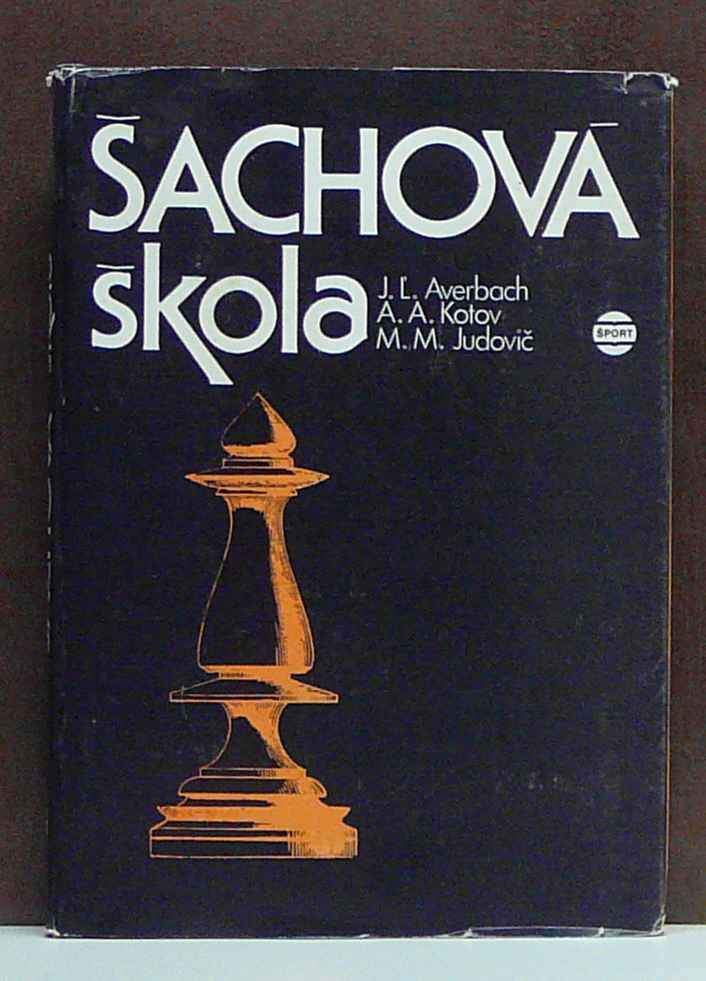 ŠACHOVÁ
škola
J. Ľ. Averbach
A. A. Kotov
M. M. Judovič
ŠPORT